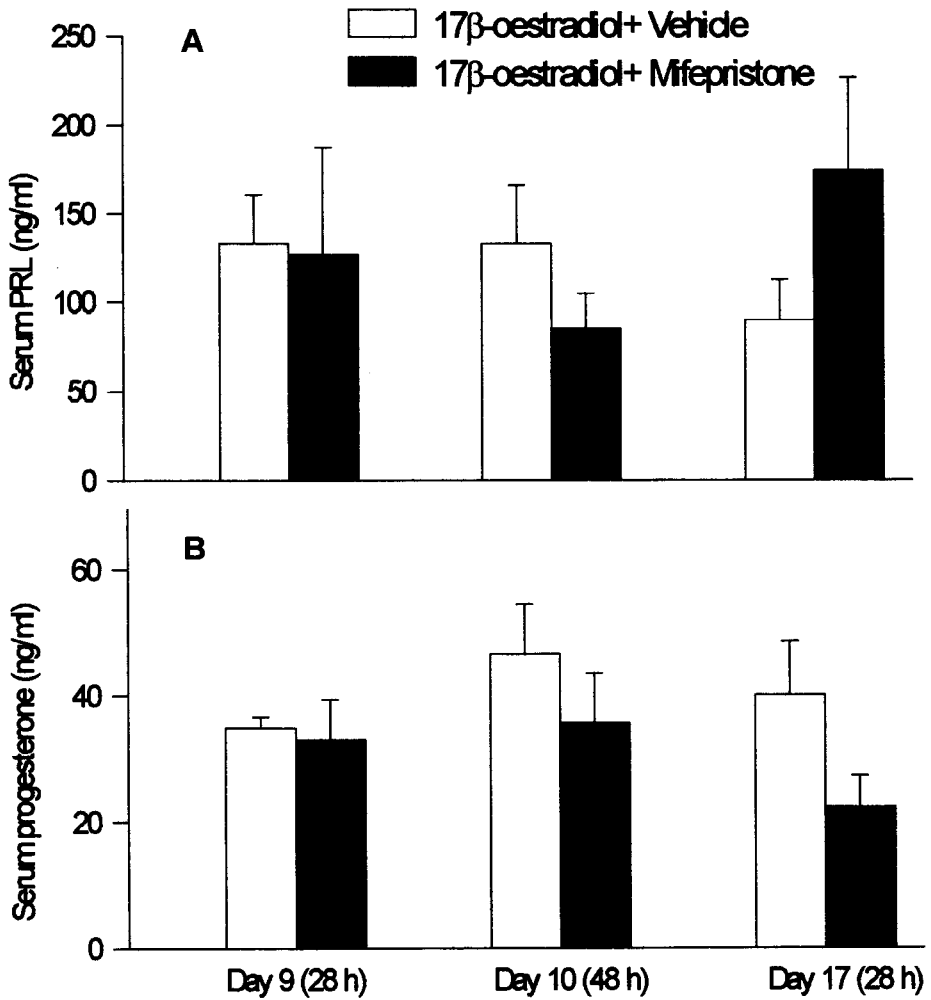 A
17β-oestradiol + Vehicle
17β-oestradiol + Mifepristone
250
200
150
100
50
0
Serum PRL (ng/ml)
B
60
40
20
0
Serum progesterone (ng/ml)
Day 9 (28 h)
Day 10 (48 h)
Day 17 (28 h)